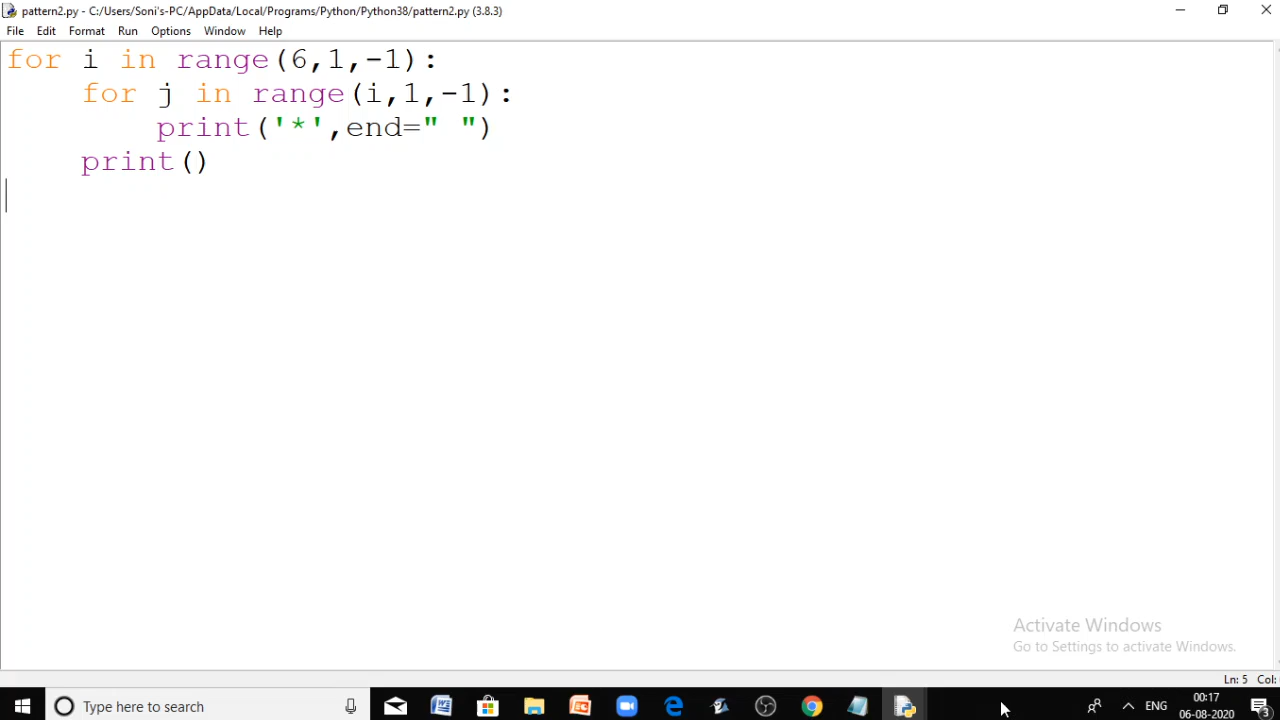 pattern2.py - C:/Users/Soni's-PC/AppData/Local/Programs/Python/Python38/pattern2.py (3.8.3)
File Edit Format Run Options Window Help
for i in range(6,1,-1):
    for j in range(i,1,-1):
        print('*',end=" ")
    print()
Activate Windows
Go to Settings to activate Windows.
Ln: 5 Col:
Type here to search
ENG
00:17
06-08-2020
3